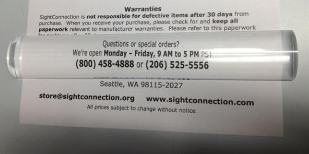 Warranties
SightConnection is not responsible for defective items after 30 days from
purchase. When you receive your purchase, please check for and keep all
paperwork relevant to manufacturer warranties. Please refer to this paperwork
Questions or special orders?
We're open Monday – Friday, 9 AM to 5 PM PST
(800) 458-4888 or (206) 525-5556
Seattle, WA 98115-2027
store@sightconnection.org www.sightconnection.com
All prices subject to change without notice